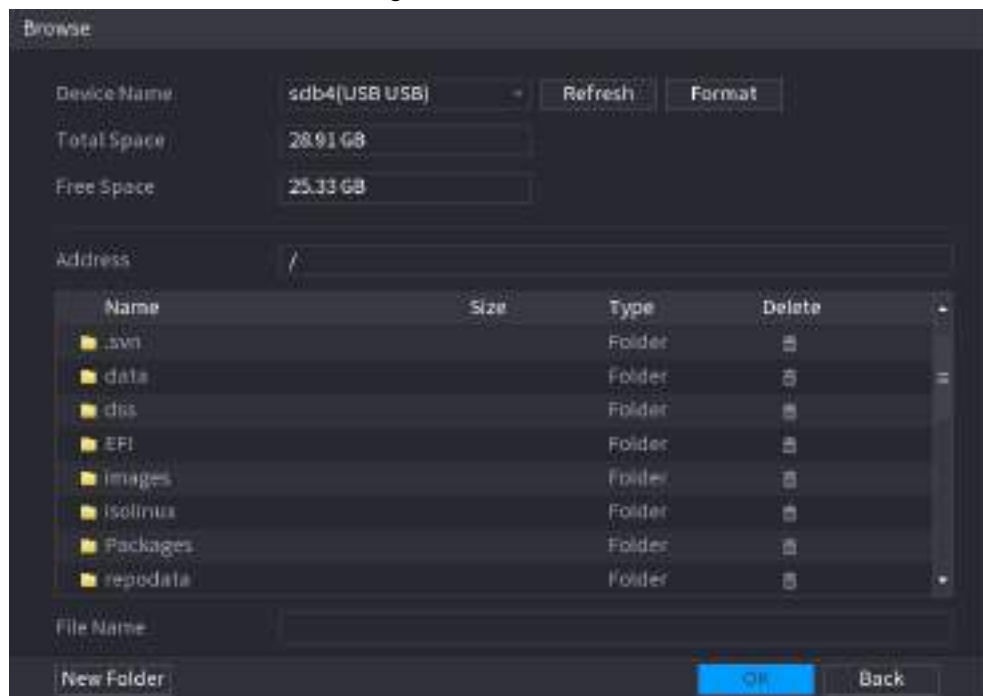 Browse
Device Name sdb4(USB USB) Refresh Format
Total Space 28.91 GB
Free Space 25.33 GB
Address /
Name Size Type Delete
.svn Folder
data Folder
dss Folder
EFI Folder
images Folder
isolinux Folder
Packages Folder
repodata Folder
File Name
New Folder OK Back